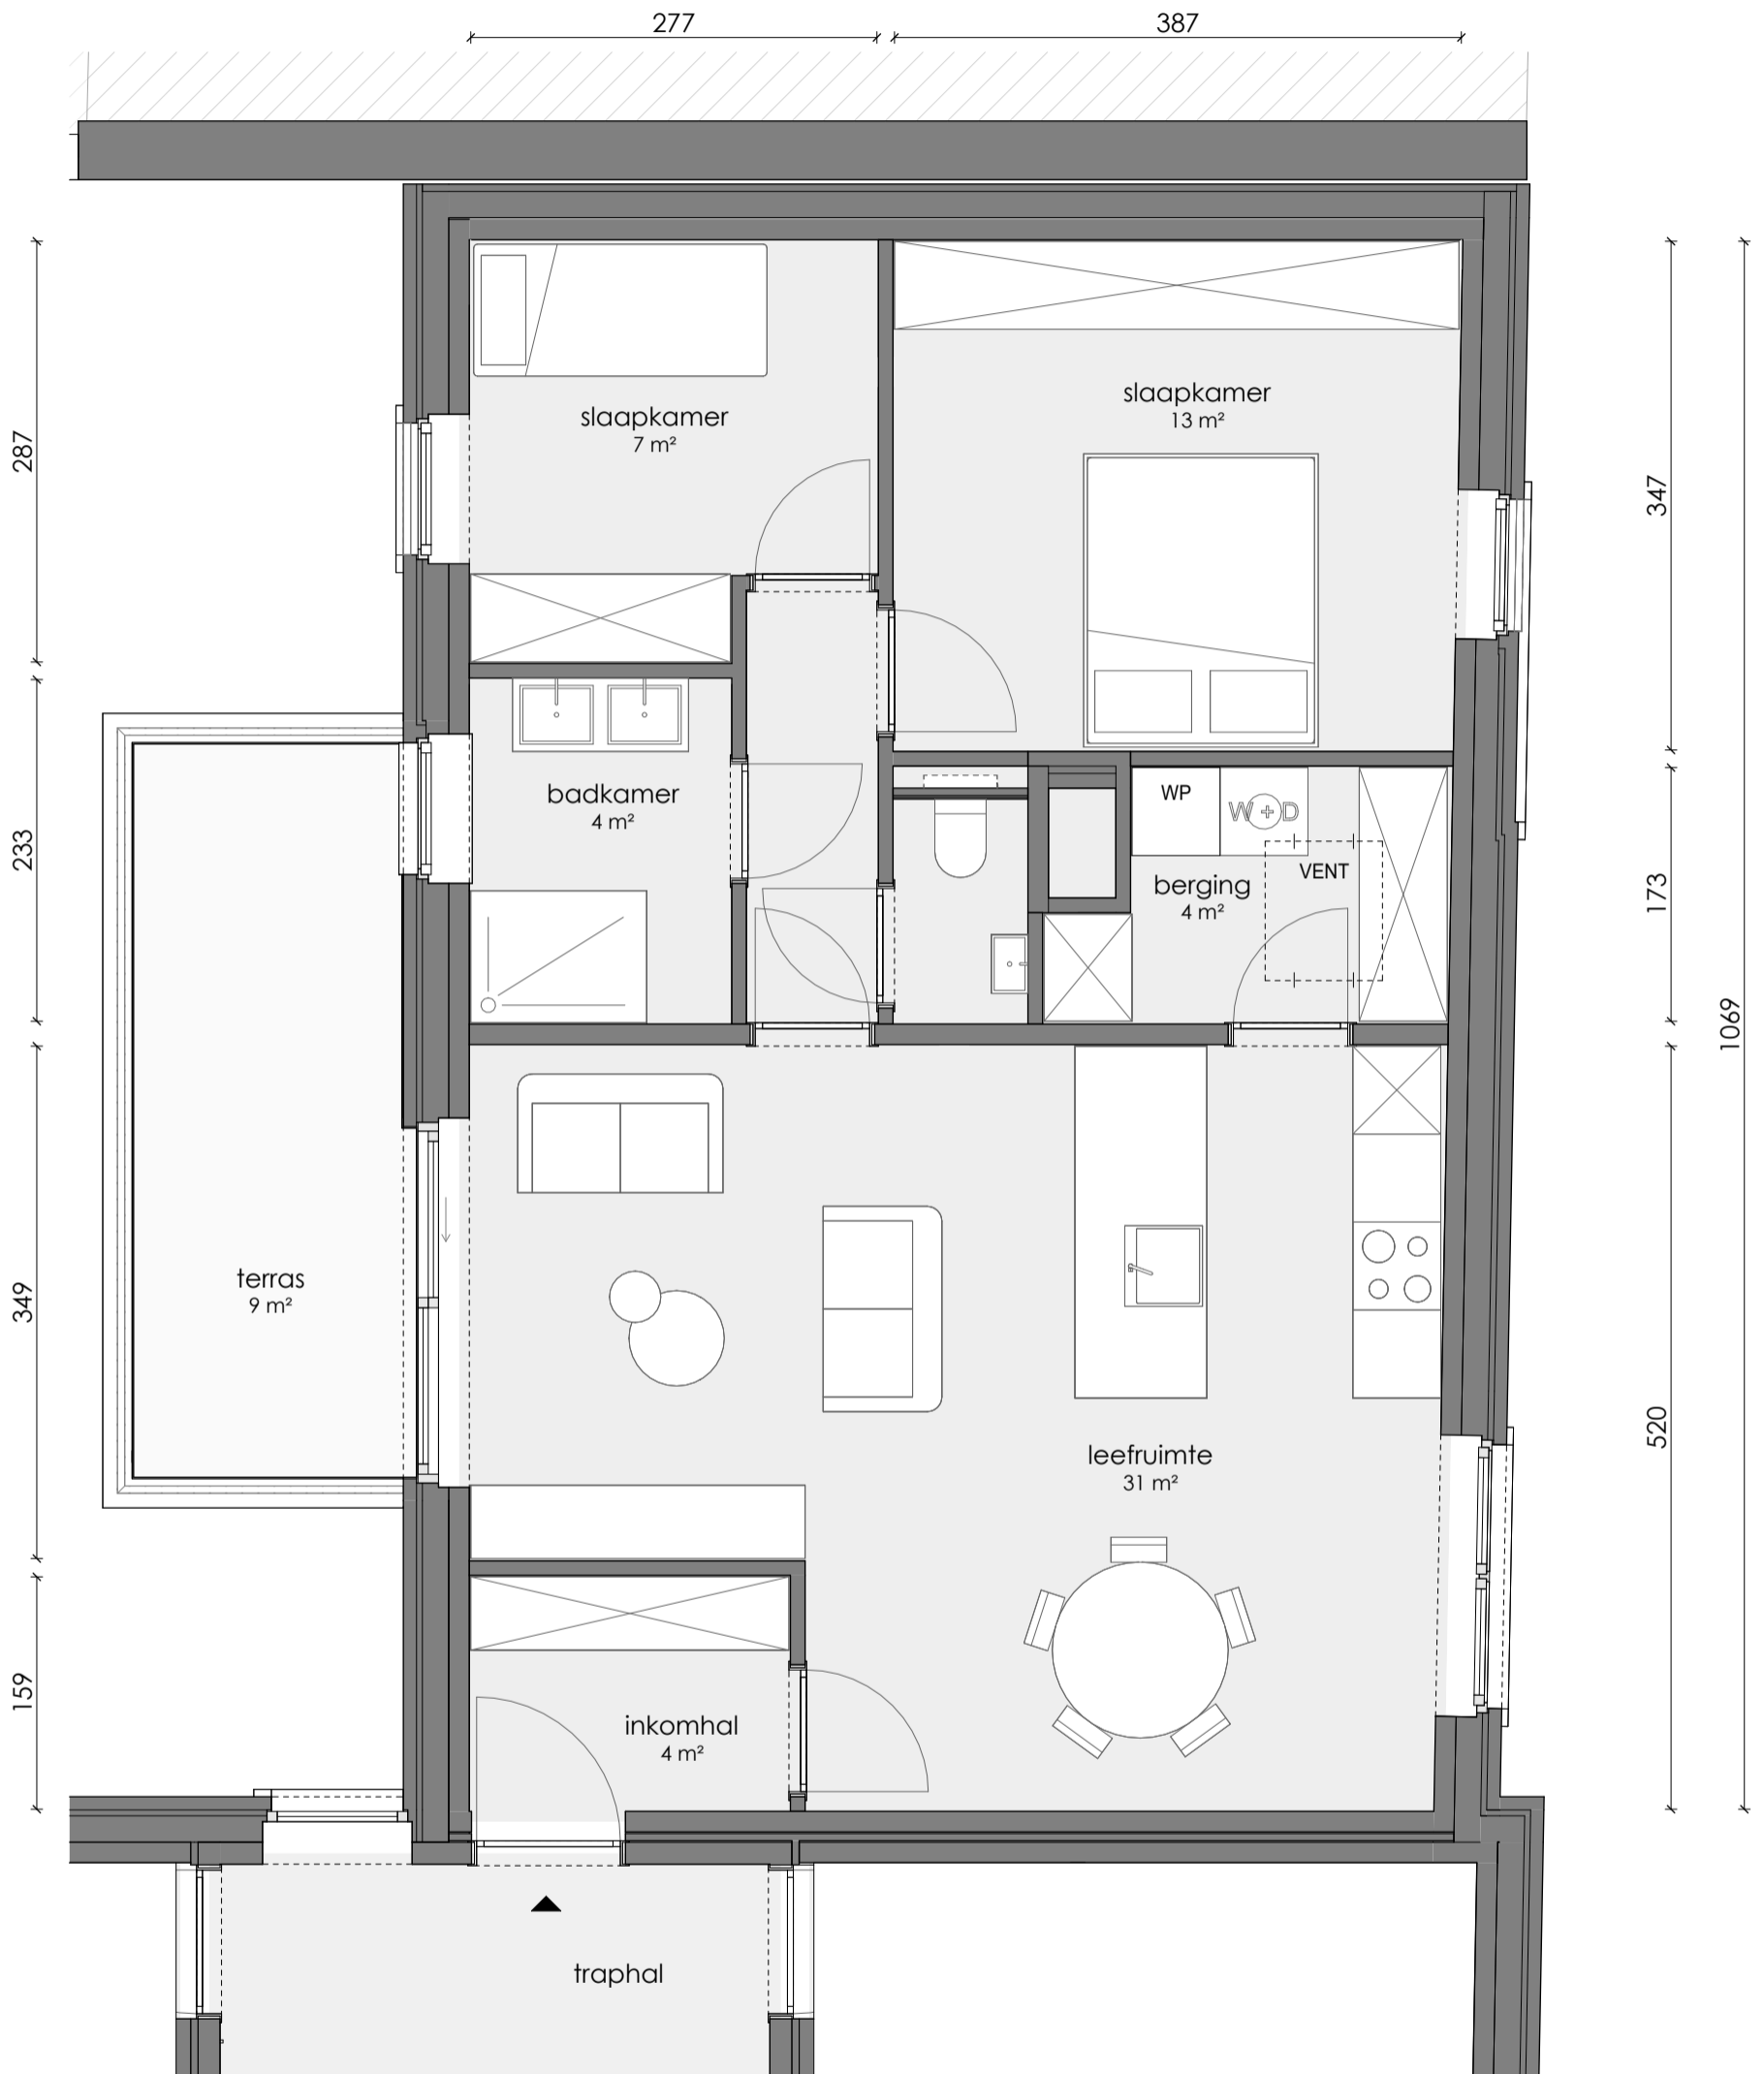 277
387
slaapkamer
13 m²
slaapkamer
7 m²
287
347
badkamer
4 m²
WP
W+D
VENT
berging
4 m²
233
173
1069
terras
9 m²
349
leefruimte
31 m²
520
inkomhal
4 m²
159
traphal